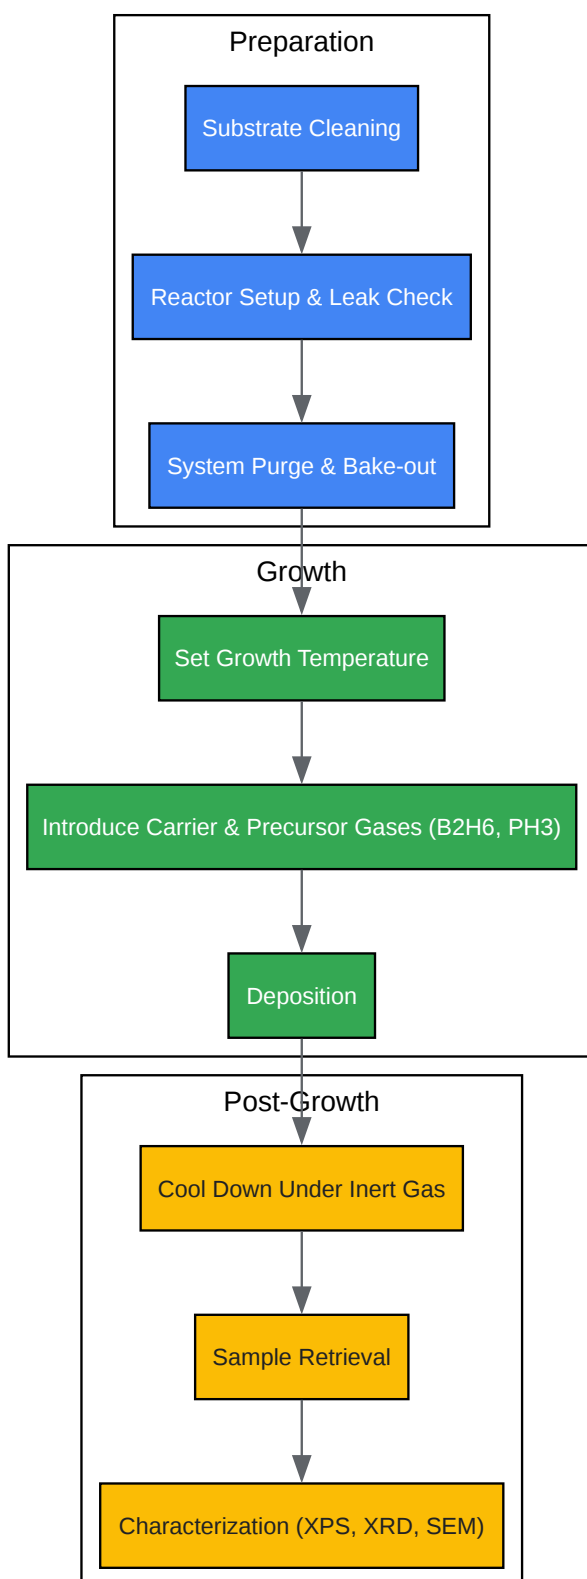 Preparation
Substrate Cleaning
Reactor Setup & Leak Check
System Purge & Bake-out
Growth
Set Growth Temperature
Introduce Carrier & Precursor Gases (B2H6, PH3)
Deposition
Post-Growth
Cool Down Under Inert Gas
Sample Retrieval
Characterization (XPS, XRD, SEM)